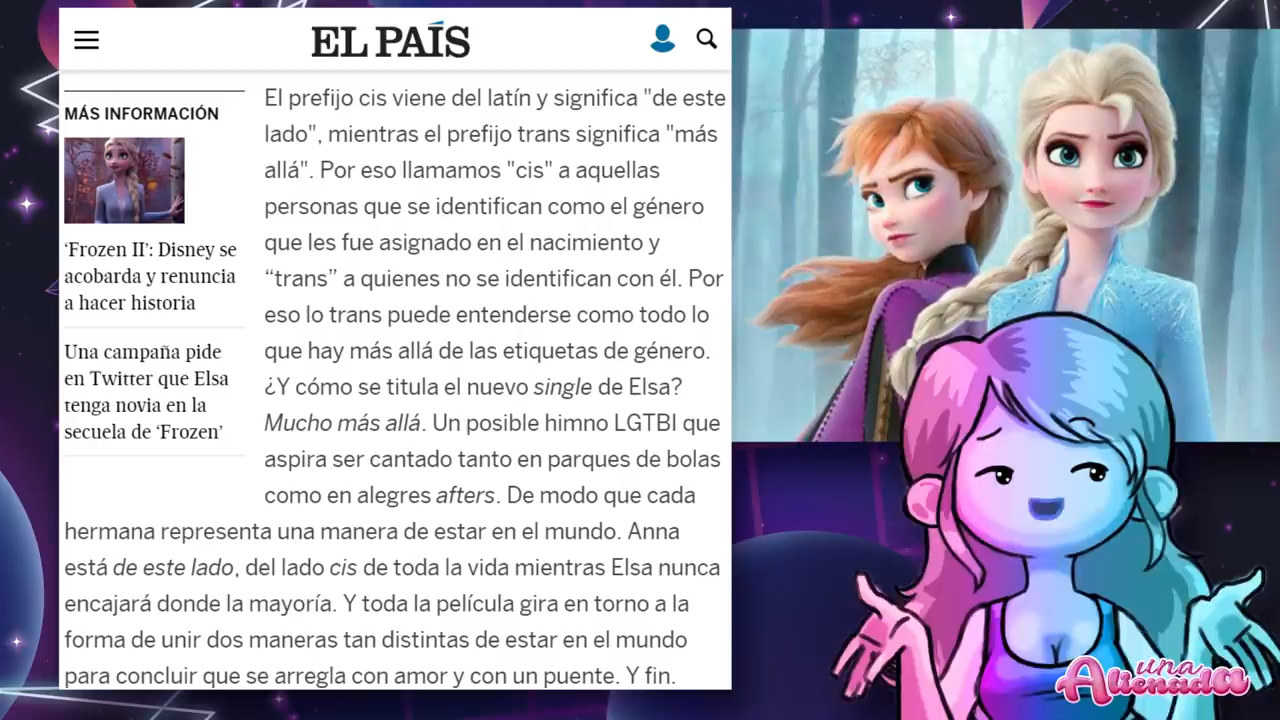 EL PAÍS
MÁS INFORMACIÓN
‘Frozen II’: Disney se
acobarda y renuncia
a hacer historia
Una campaña pide
en Twitter que Elsa
tenga novia en la
secuela de ‘Frozen’
El prefijo cis viene del latín y significa "de este
lado", mientras el prefijo trans significa "más
allá". Por eso llamamos "cis" a aquellas
personas que se identifican como el género
que les fue asignado en el nacimiento y
“trans” a quienes no se identifican con él. Por
eso lo trans puede entenderse como todo lo
que hay más allá de las etiquetas de género.
¿Y cómo se titula el nuevo single de Elsa?
Mucho más allá. Un posible himno LGTBI que
aspira ser cantado tanto en parques de bolas
como en alegres afters. De modo que cada
hermana representa una manera de estar en el mundo. Anna
está de este lado, del lado cis de toda la vida mientras Elsa nunca
encajará donde la mayoría. Y toda la película gira en torno a la
forma de unir dos maneras tan distintas de estar en el mundo
para concluir que se arregla con amor y con un puente. Y fin.
una
Alienada